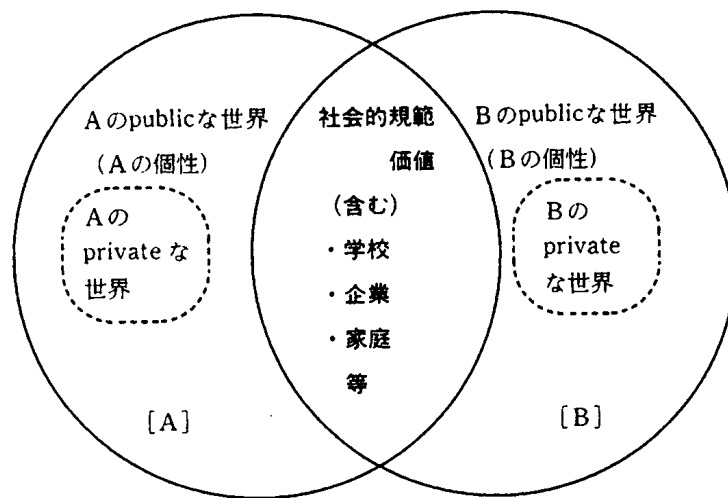 Aのpublicな世界
(Aの個性)
Aの
privateな
世界
[A]
社会的規範
価値
(含む)
・学校
・企業
・家庭
等
Bのpublicな世界
(Bの個性)
Bの
private
な世界
[B]